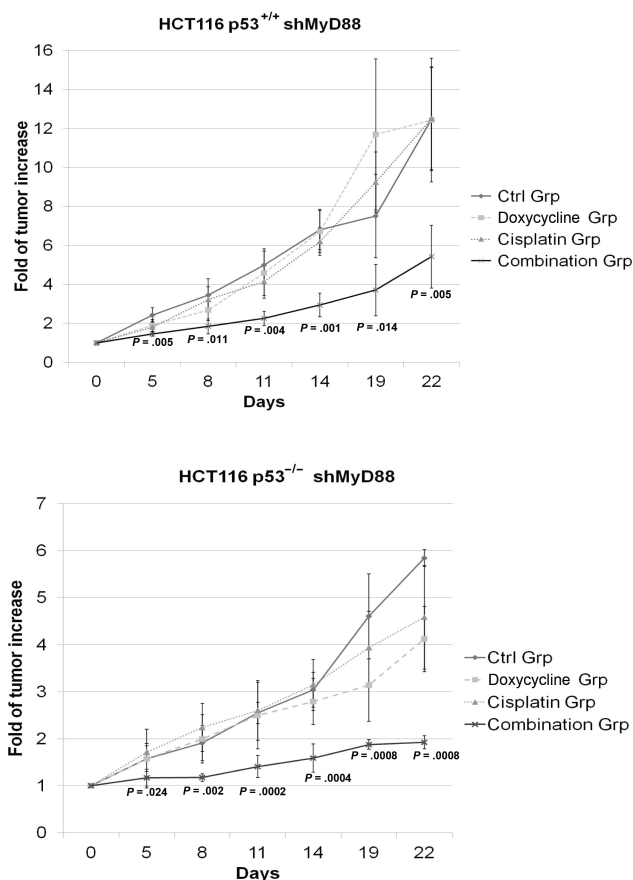 HCT116 p53+/+ shMyD88
16
14
12
10
8
6
4
2
0
Fold of tumor increase
P = .005
P = .011
P = .004
P = .001
P = .014
P = .005
0 5 8 11 14 19 22
Days
Ctrl Grp
Doxycycline Grp
Cisplatin Grp
Combination Grp
HCT116 p53−/− shMyD88
7
6
5
4
3
2
1
0
Fold of tumor increase
P = .024
P = .002
P = .0002
P = .0004
P = .0008
P = .0008
0 5 8 11 14 19 22
Days
Ctrl Grp
Doxycycline Grp
Cisplatin Grp
Combination Grp